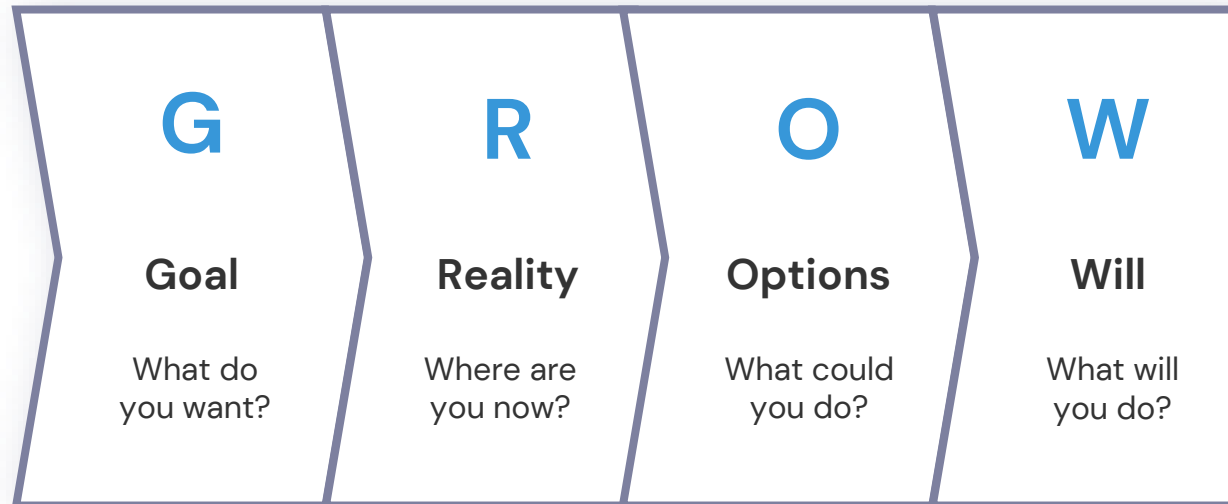 G
Goal
What do
you want?
R
Reality
Where are
you now?
O
Options
What could
you do?
W
Will
What will
you do?